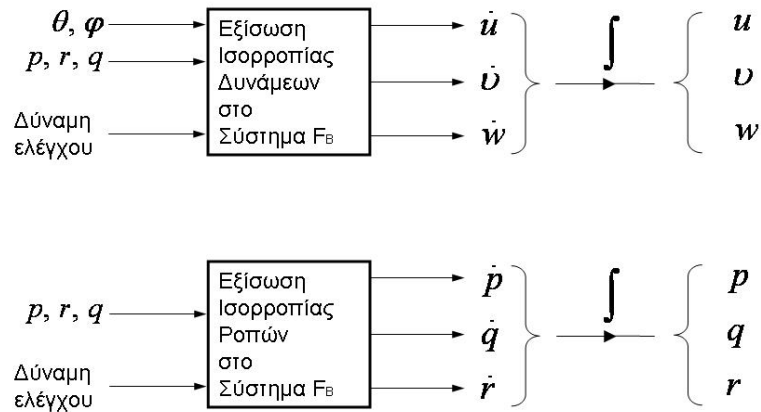 θ, φ
p, r, q
Δύναμη
ελέγχου
Εξίσωση
Ισορροπίας
Δυνάμεων
στο
Σύστημα FB
u̇
υ̇
ẇ
∫
u
υ
w
p, r, q
Δύναμη
ελέγχου
Εξίσωση
Ισορροπίας
Ροπών
στο
Σύστημα FB
ṗ
q̇
ṙ
∫
p
q
r